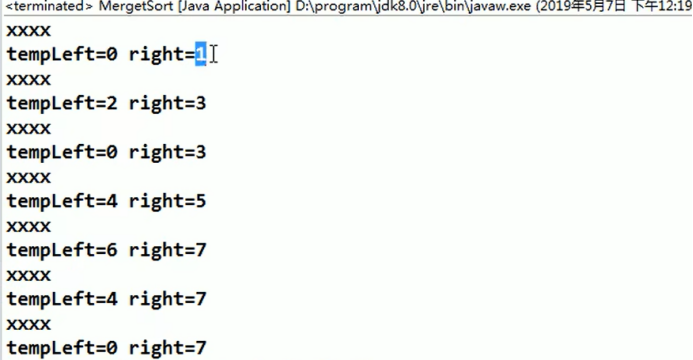 <terminated> MergetSort [Java Application] D:\program\jdk8.0\jre\bin\javaw.exe (2019年5月7日 下午12:19
xxxx
tempLeft=0 right=1
xxxx
tempLeft=2 right=3
xxxx
tempLeft=0 right=3
xxxx
tempLeft=4 right=5
xxxx
tempLeft=6 right=7
xxxx
tempLeft=4 right=7
xxxx
tempLeft=0 right=7